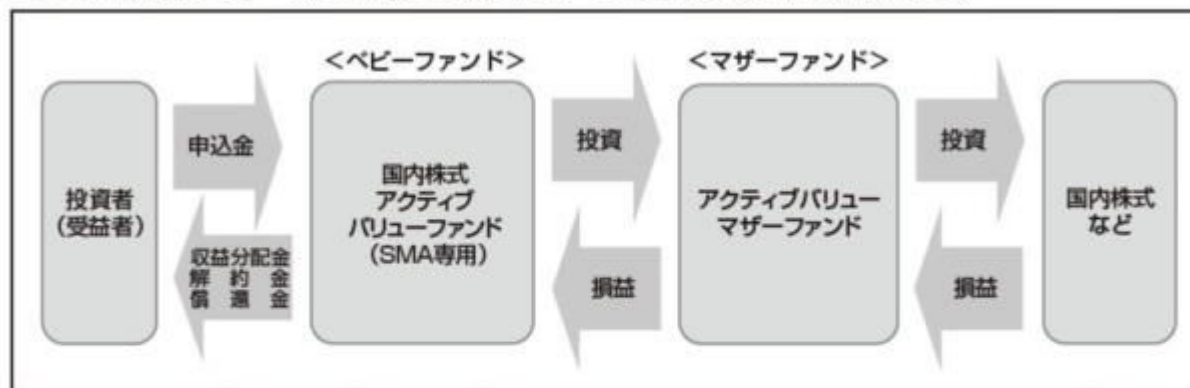 <ベビーファンド>
<マザーファンド>
投資者
(受益者)
申込金
収益分配金
解約金
償還金
国内株式
アクティブ
バリューファンド
(SMA専用)
投資
損益
アクティブバリュー
マザーファンド
投資
損益
国内株式
など